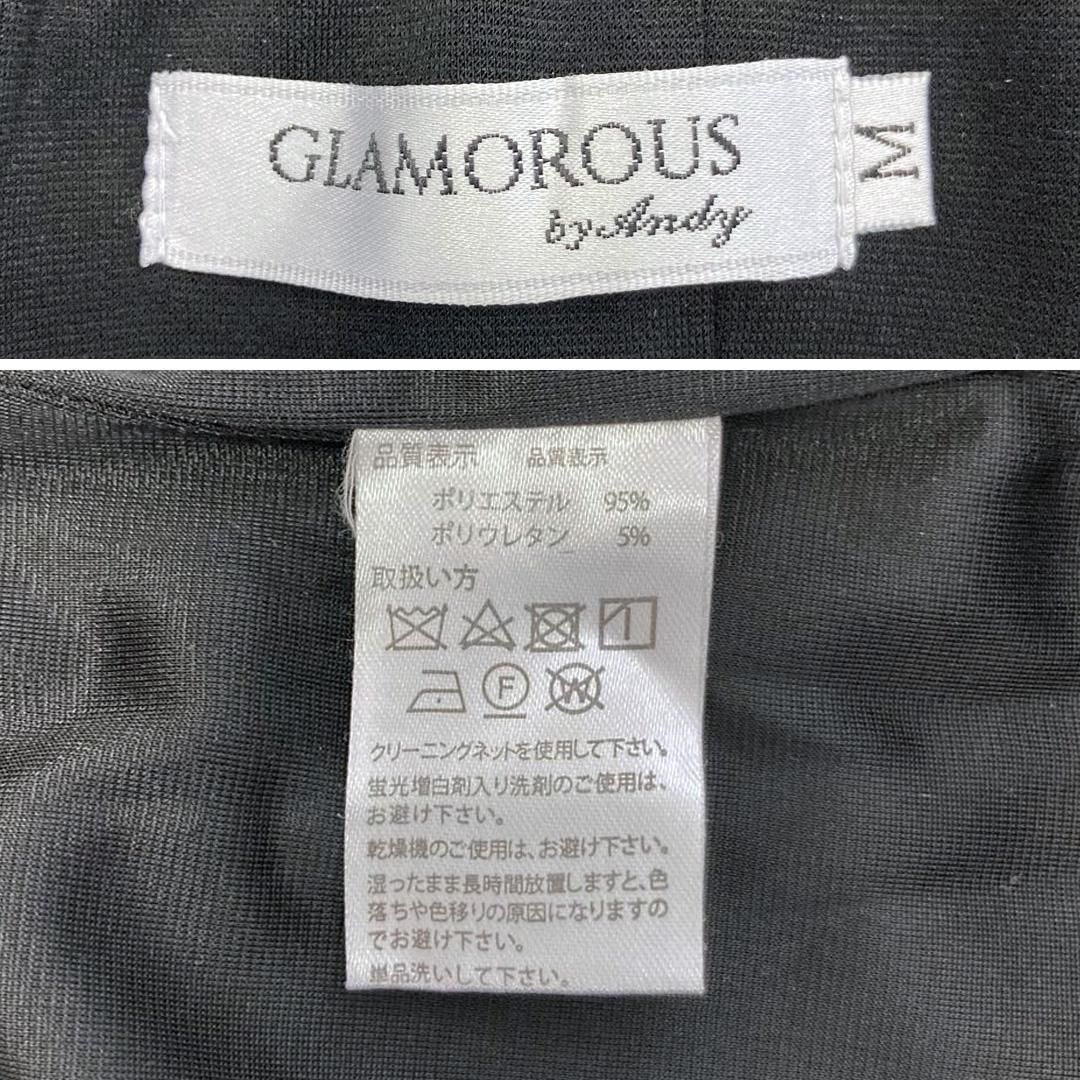 GLAMOROUS
by Andy
M
品質表示 品質表示
ポリエステル 95%
ポリウレタン 5%
取扱い方
F W
クリーニングネットを使用して下さい。
蛍光増白剤入り洗剤のご使用は、
お避け下さい。
乾燥機のご使用は、お避け下さい。
湿ったまま長時間放置しますと、色
落ちや色移りの原因になりますの
でお避け下さい。
単品洗いして下さい。